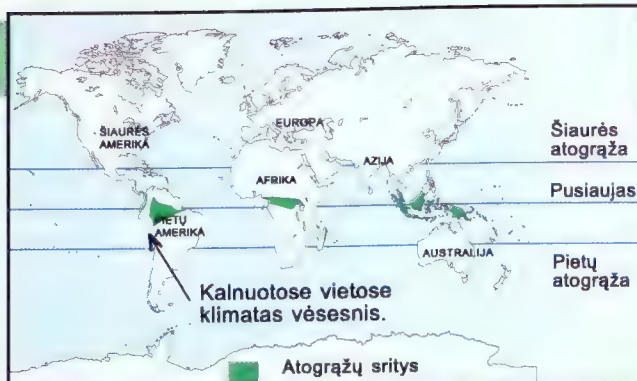 ŠIAURĖS
AMERIKA
EUROPA
AZIJA
AFRIKA
PIETŲ
AMERIKA
AUSTRALIJA
Šiaurės
atogrąža
Pusiaujas
Pietų
atogrąža
Kalnuotose vietose
klimatas vėsesnis.
Atogrąžų sritys